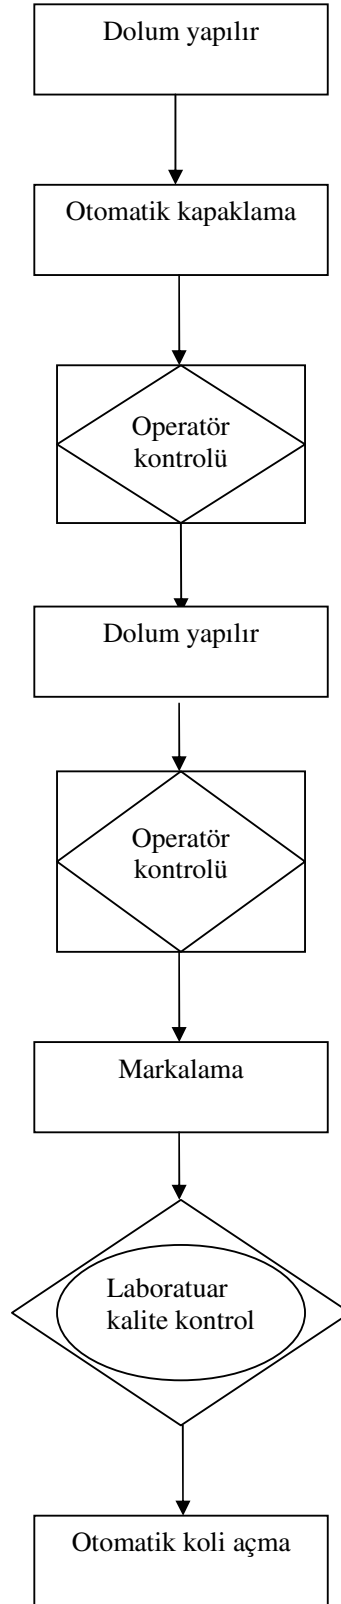 Dolum yapılır
Otomatik kapaklama
Operatör
kontrolü
Dolum yapılır
Operatör
kontrolü
Markalama
Laboratuar
kalite kontrol
Otomatik koli açma